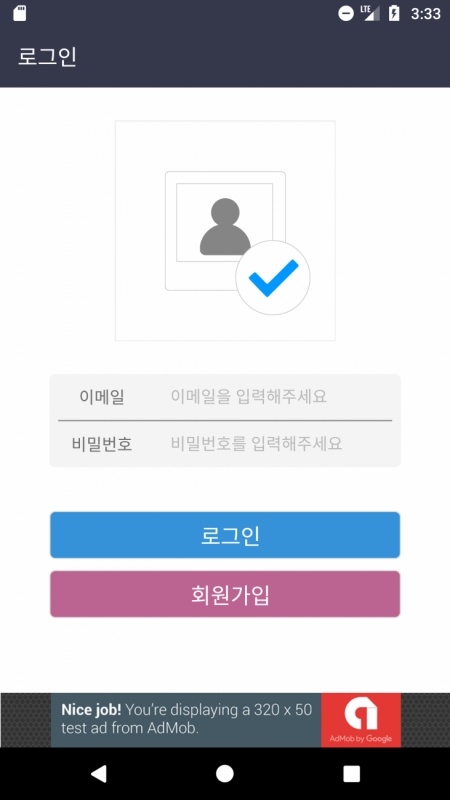 LTE 3:33
로그인
이메일 이메일을 입력해주세요
비밀번호 비밀번호를 입력해주세요
로그인
회원가입
Nice job! You're displaying a 320 x 50
test ad from AdMob.
AdMob by Google